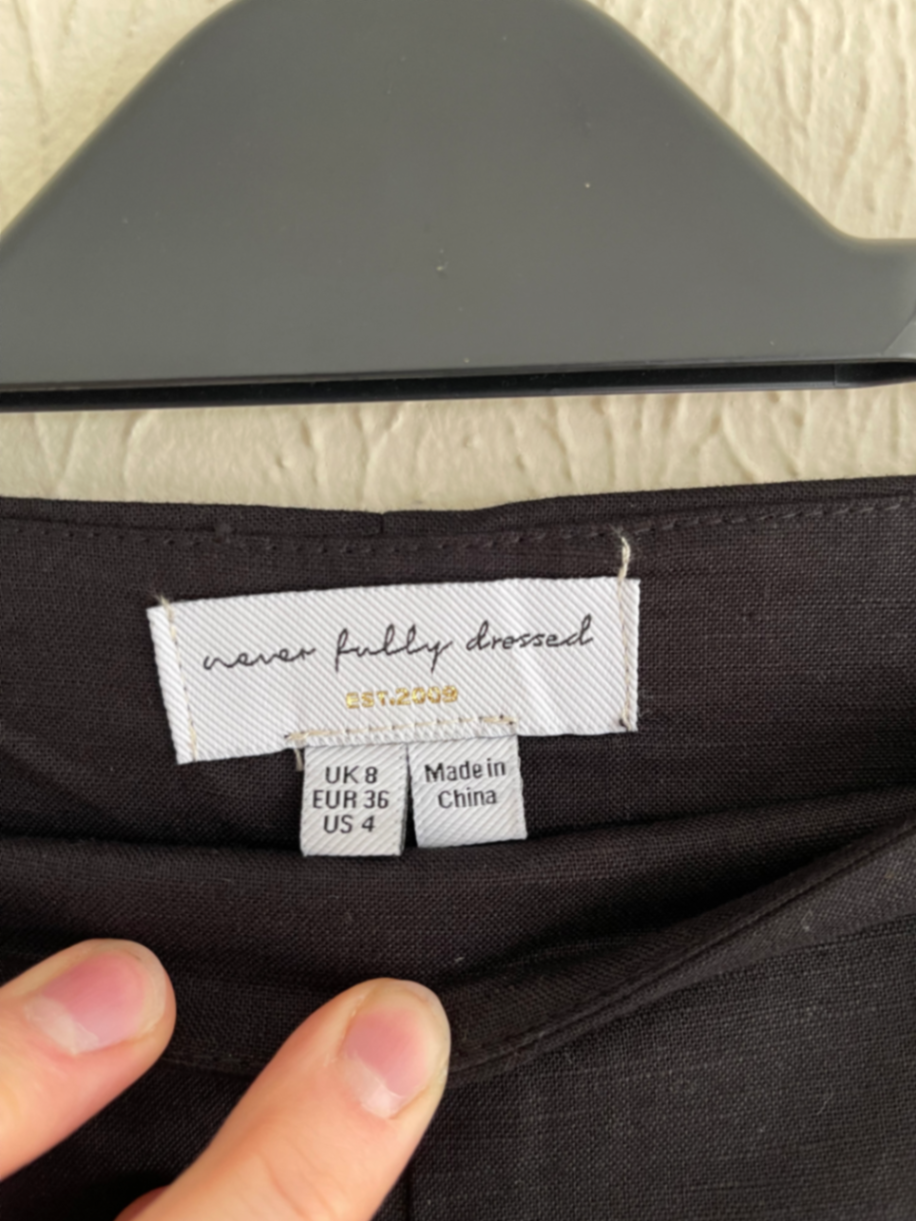 never fully dressed
EST.2009
UK 8
EUR 36
US 4
Made in
China